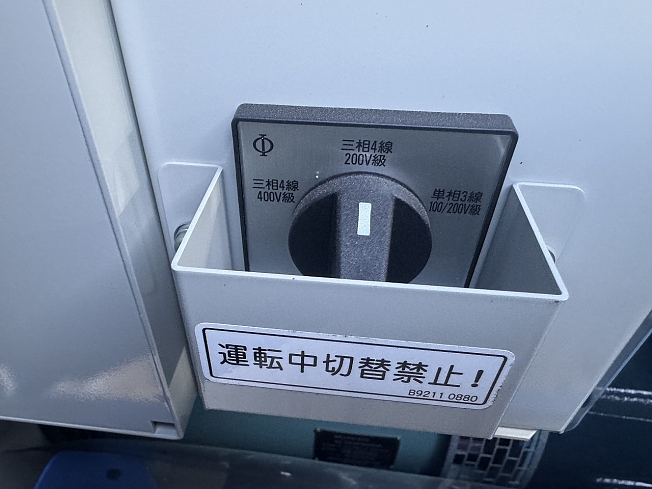 Φ
三相4線
200V級
三相4線
400V級
単相3線
100/200V級
運転中切替禁止!
B9211 0880